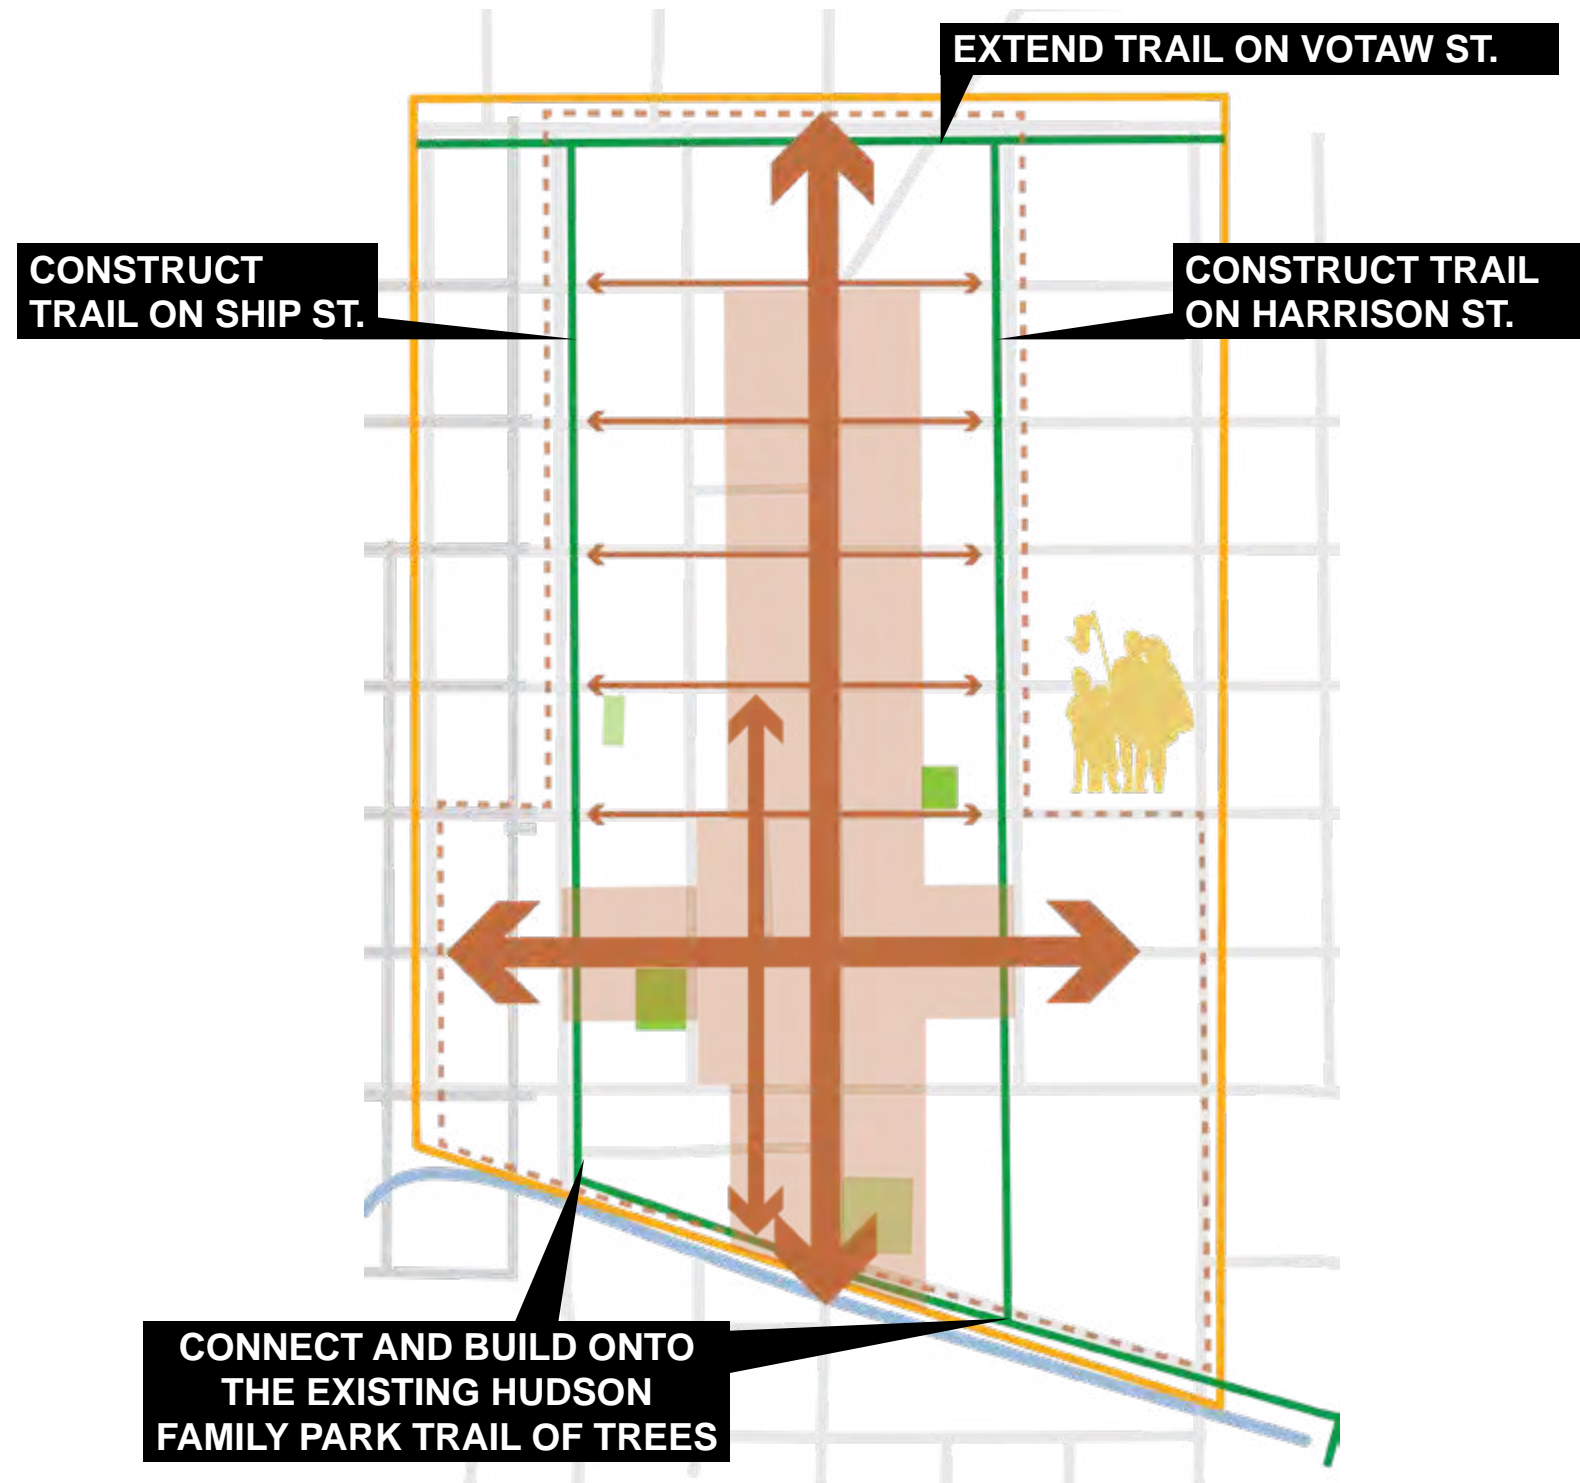 EXTEND TRAIL ON VOTAW ST.
CONSTRUCT
TRAIL ON SHIP ST.
CONSTRUCT TRAIL
ON HARRISON ST.
CONNECT AND BUILD ONTO
THE EXISTING HUDSON
FAMILY PARK TRAIL OF TREES